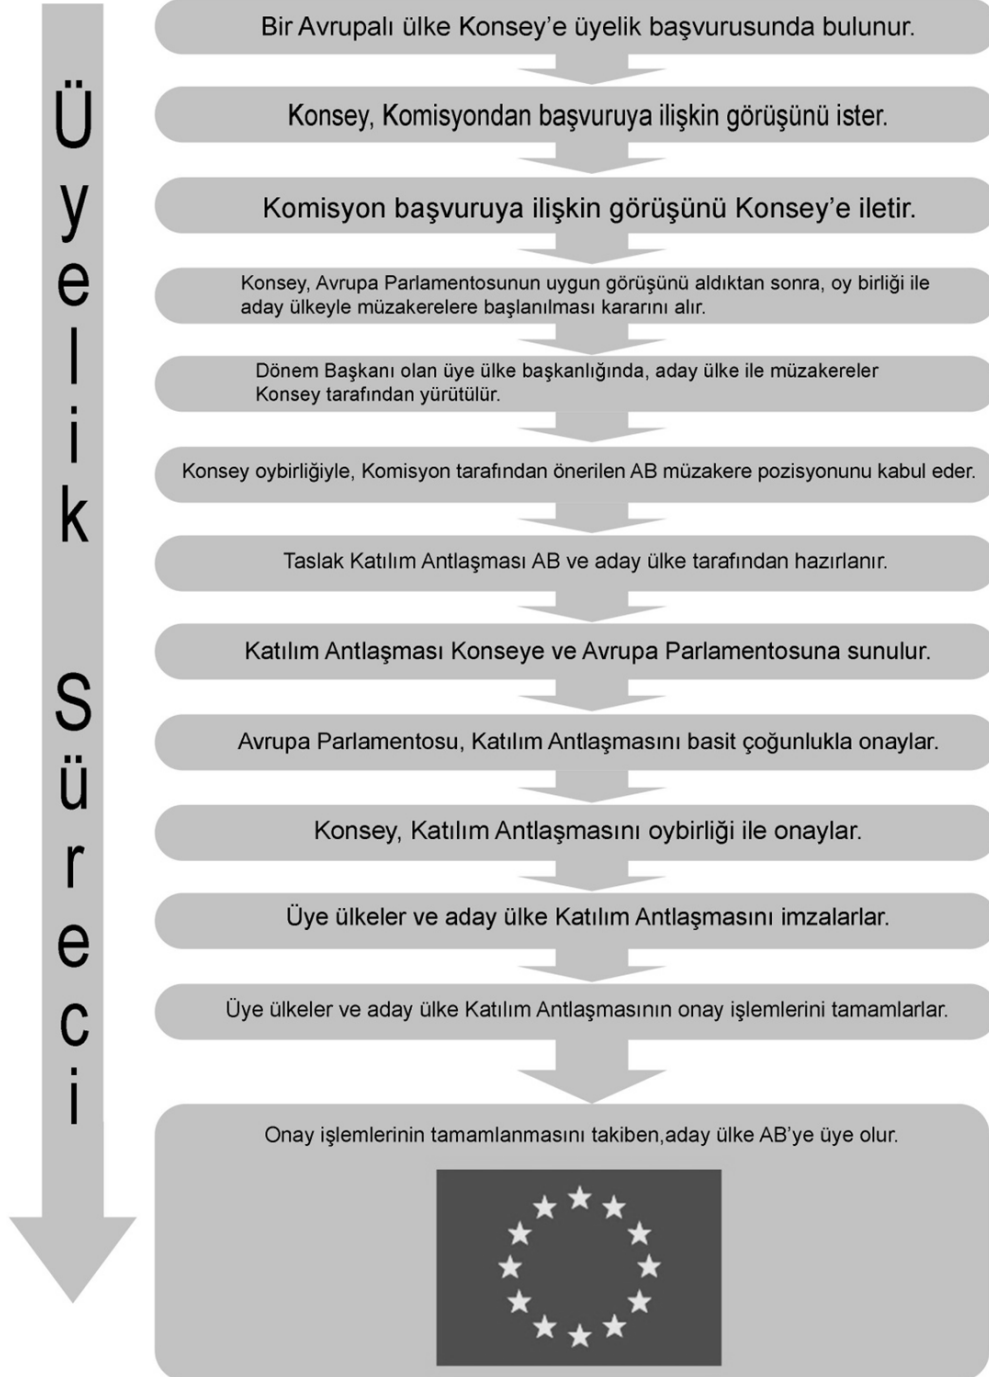 Üyelik Süreci
Bir Avrupalı ülke Konsey’e üyelik başvurusunda bulunur.
Konsey, Komisyondan başvuruya ilişkin görüşünü ister.
Komisyon başvuruya ilişkin görüşünü Konsey’e iletir.
Konsey, Avrupa Parlamentosunun uygun görüşünü aldıktan sonra, oy birliği ile
aday ülkeyle müzakerelere başlanılması kararını alır.
Dönem Başkanı olan üye ülke başkanlığında, aday ülke ile müzakereler
Konsey tarafından yürütülür.
Konsey oybirliğiyle, Komisyon tarafından önerilen AB müzakere pozisyonunu kabul eder.
Taslak Katılım Antlaşması AB ve aday ülke tarafından hazırlanır.
Katılım Antlaşması Konseye ve Avrupa Parlamentosuna sunulur.
Avrupa Parlamentosu, Katılım Antlaşmasını basit çoğunlukla onaylar.
Konsey, Katılım Antlaşmasını oybirliği ile onaylar.
Üye ülkeler ve aday ülke Katılım Antlaşmasını imzalarlar.
Üye ülkeler ve aday ülke Katılım Antlaşmasının onay işlemlerini tamamlarlar.
Onay işlemlerinin tamamlanmasını takiben,aday ülke AB’ye üye olur.